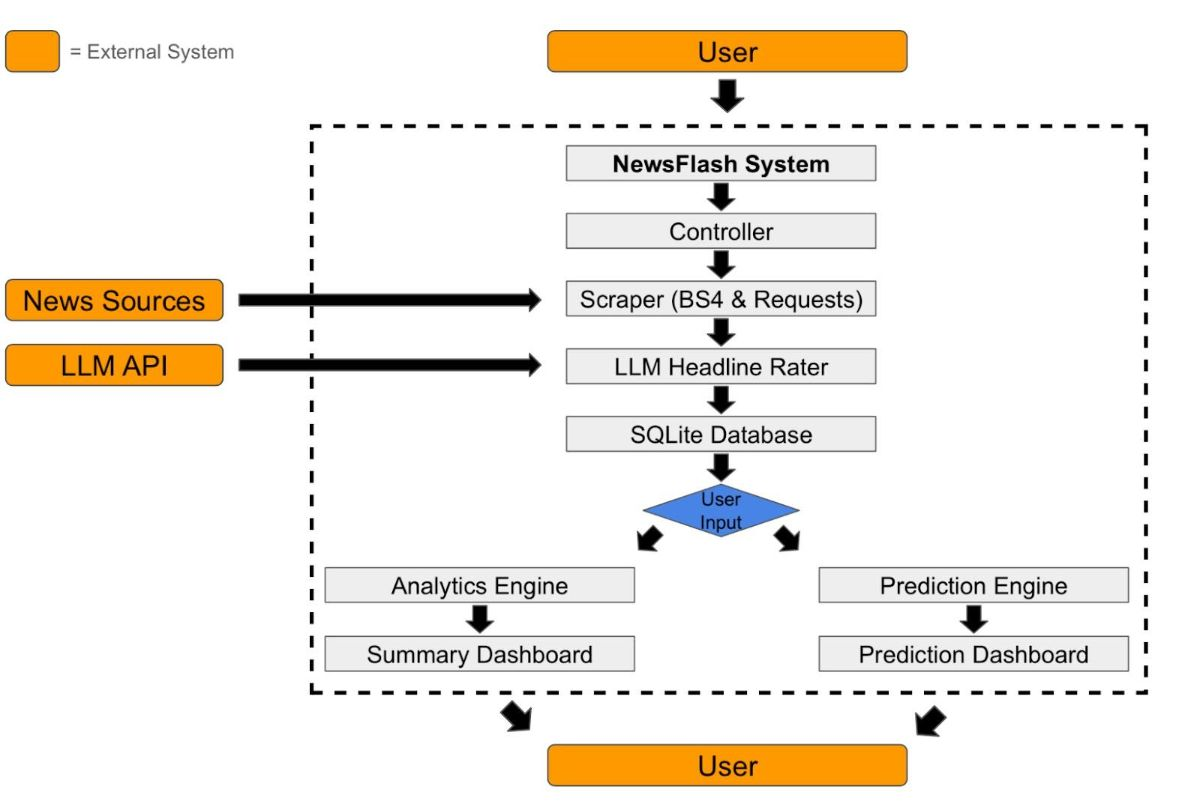 = External System
User
NewsFlash System
Controller
News Sources
Scraper (BS4 & Requests)
LLM API
LLM Headline Rater
SQLite Database
User
Input
Analytics Engine
Prediction Engine
Summary Dashboard
Prediction Dashboard
User